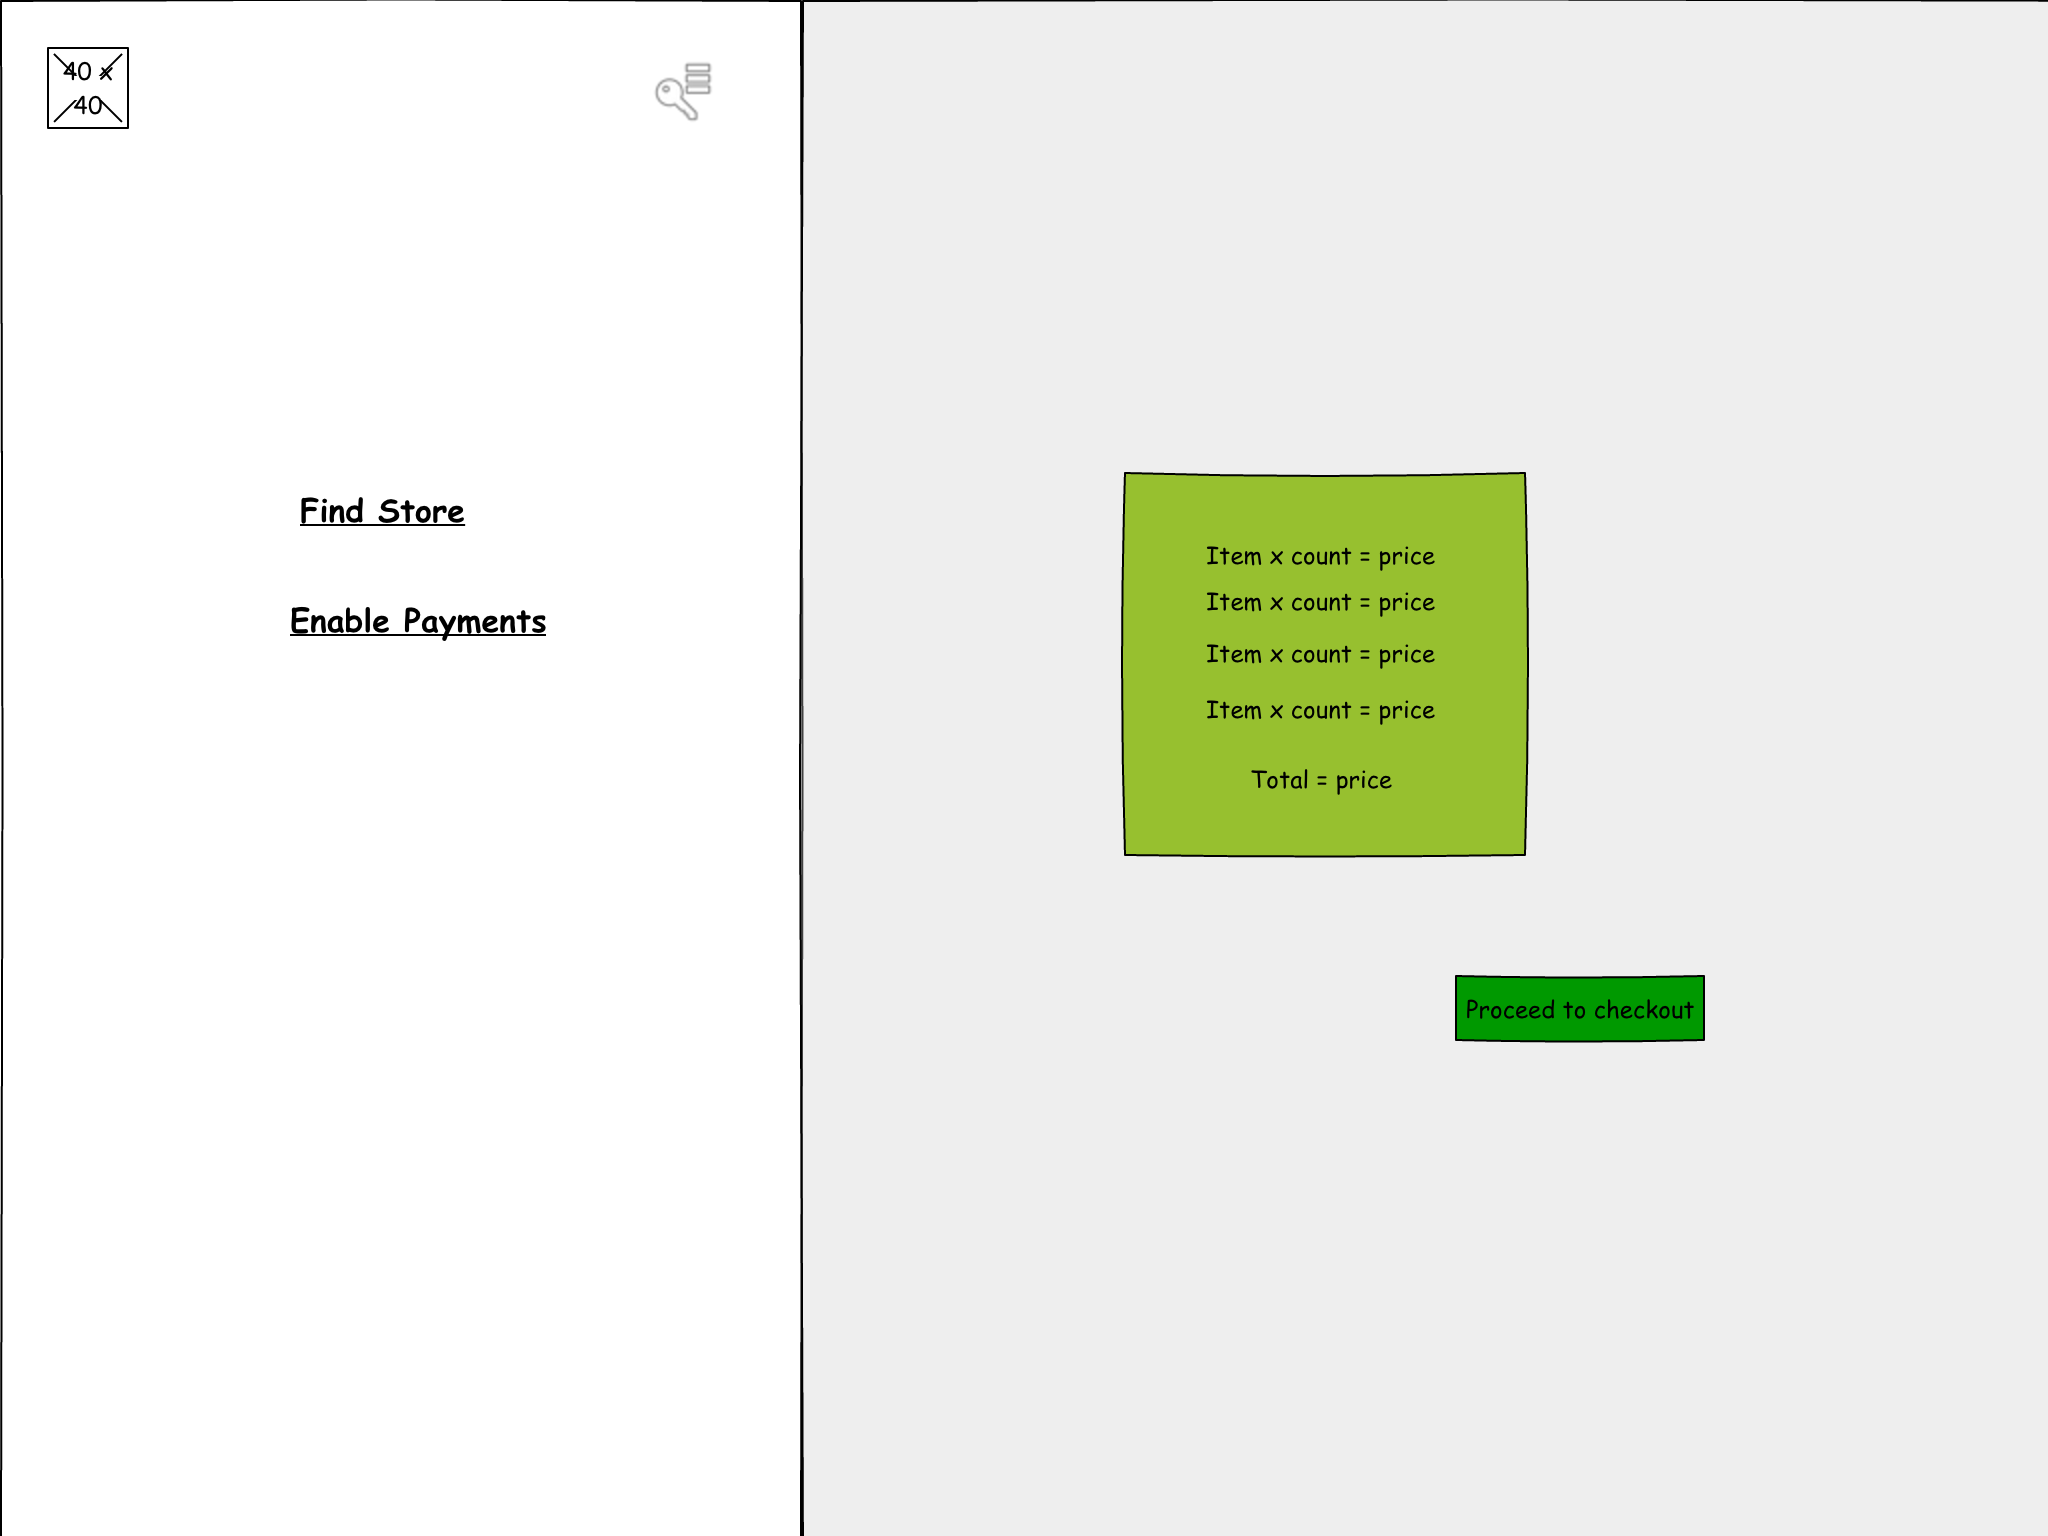 40 x
40
Find Store
Enable Payments
Item x count = price
Item x count = price
Item x count = price
Item x count = price
Total = price
Proceed to checkout